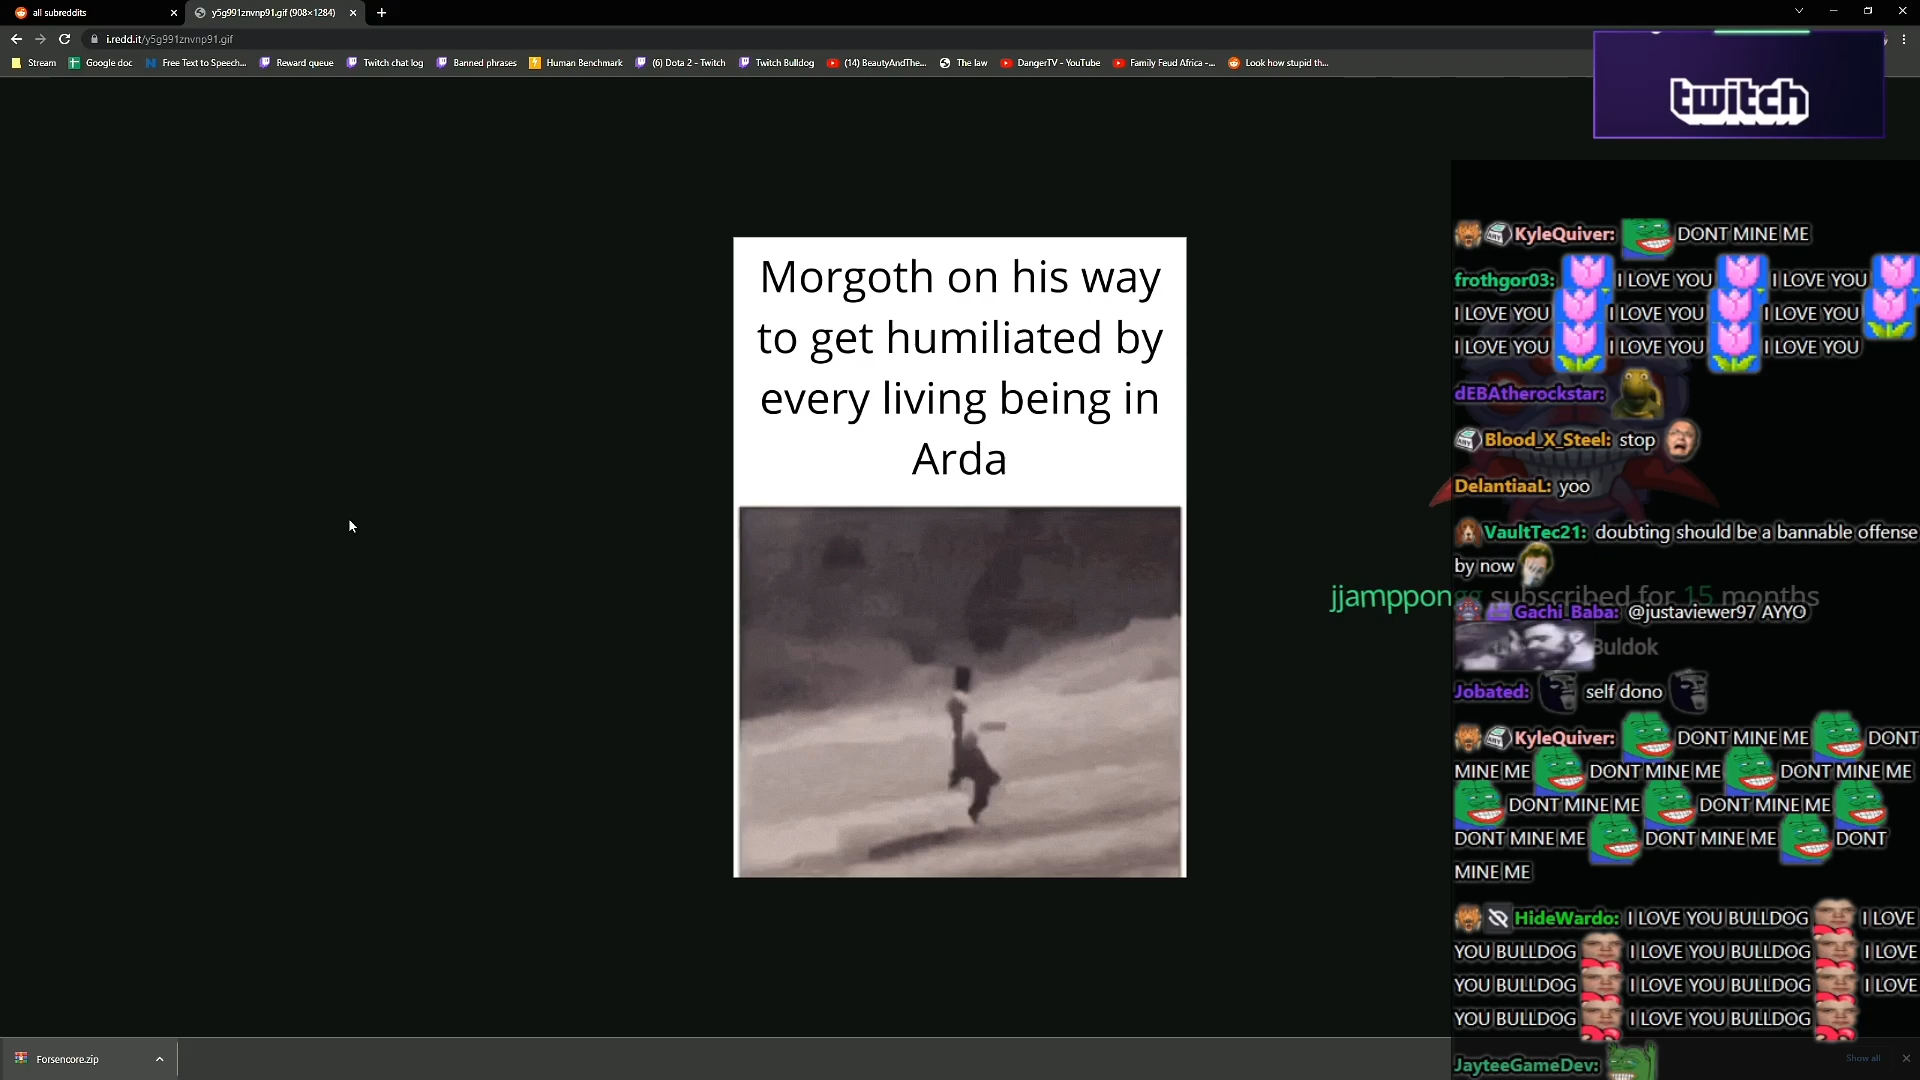 all subreddits
y5g991znvnp91.gif (908×1284)
i.redd.it/y5g991znvnp91.gif
Stream
Google doc
Free Text to Speech...
Reward queue
Twitch chat log
Banned phrases
Human Benchmark
(6) Dota 2 - Twitch
Twitch Bulldog
(14) BeautyAndThe...
The law
DangerTV - YouTube
Family Feud Africa -...
Look how stupid th...
twitch
Morgoth on his way
to get humiliated by
every living being in
Arda
KyleQuiver: DONT MINE ME
frothgor03: I LOVE YOU I LOVE YOU
I LOVE YOU I LOVE YOU I LOVE YOU
I LOVE YOU I LOVE YOU I LOVE YOU
dEBAtherockstar:
Blood_X_Steel: stop
DelantiaaL: yoo
VaultTec21: doubting should be a bannable offense
by now
jjamppongg subscribed for 15 months
Gachi_Baba: @justaviewer97 AYYO
Buldok
Jobated: self dono
KyleQuiver: DONT MINE ME DONT
MINE ME DONT MINE ME DONT MINE ME
DONT MINE ME DONT MINE ME
DONT MINE ME DONT MINE ME DONT
MINE ME
HideWardo: I LOVE YOU BULLDOG I LOVE
YOU BULLDOG I LOVE YOU BULLDOG I LOVE
YOU BULLDOG I LOVE YOU BULLDOG I LOVE
YOU BULLDOG I LOVE YOU BULLDOG
JayteeGameDev:
Forsencore.zip
Show all